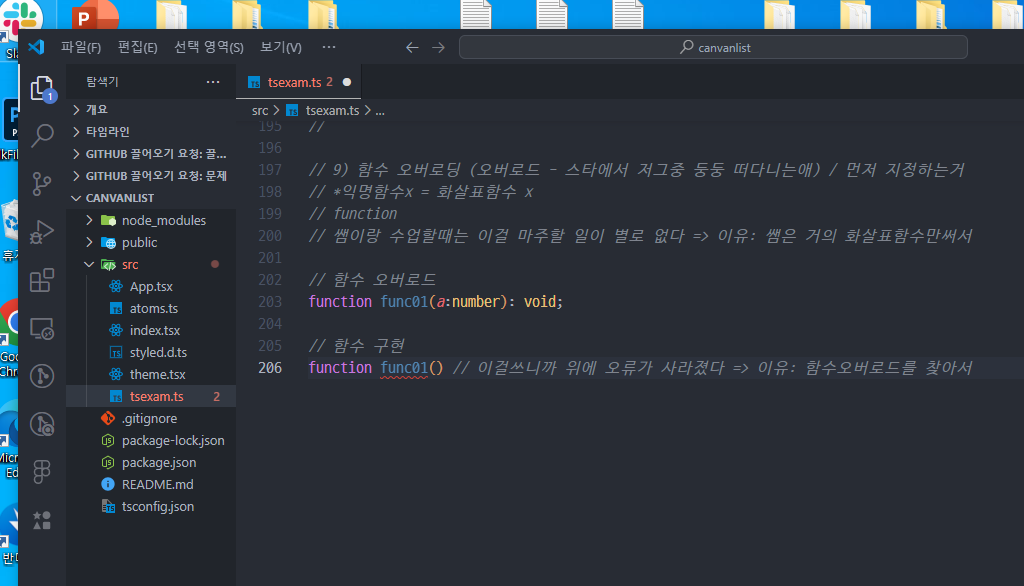 파일(F) 편집(E) 선택 영역(S) 보기(V) ··· canvanlist
탐색기 ···
tsexam.ts 2
src > tsexam.ts > ...
1
개요
타임라인
GITHUB 끌어오기 요청: 끌...
GITHUB 끌어오기 요청: 문제
CANVANLIST
node_modules
public
src
App.tsx
atoms.ts
index.tsx
styled.d.ts
theme.tsx
tsexam.ts 2
.gitignore
package-lock.json
package.json
README.md
tsconfig.json
195 //
196
197 // 9) 함수 오버로딩 (오버로드 - 스타에서 저그중 둥둥 떠다니는애) / 먼저 지정하는거
198 // *익명함수x = 화살표함수 x
199 // function
200 // 쌤이랑 수업할때는 이걸 마주할 일이 별로 없다 => 이유: 쌤은 거의 화살표함수만써서
201
202 // 함수 오버로드
203 function func01(a:number): void;
204
205 // 함수 구현
206 function func01() // 이걸쓰니까 위에 오류가 사라졌다 => 이유: 함수오버로드를 찾아서